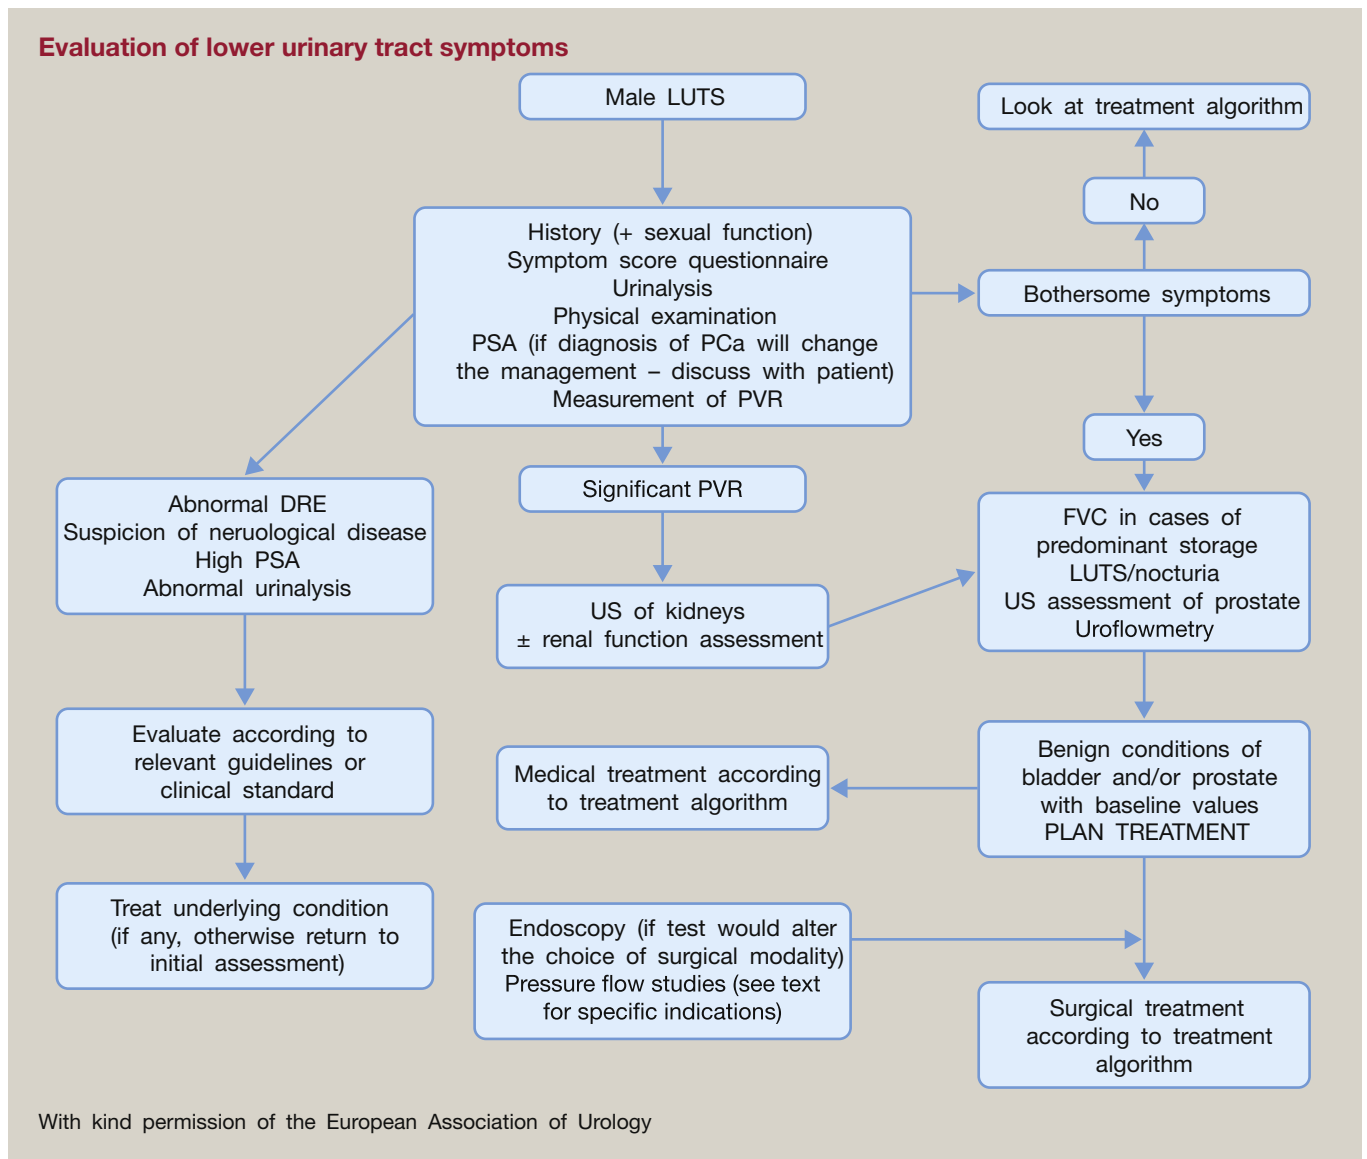 Evaluation of lower urinary tract symptoms
Male LUTS
Look at treatment algorithm
No
History (+ sexual function)
Symptom score questionnaire
Urinalysis
Physical examination
PSA (if diagnosis of PCa will change
the management – discuss with patient)
Measurement of PVR
Bothersome symptoms
Yes
Abnormal DRE
Suspicion of neruological disease
High PSA
Abnormal urinalysis
Significant PVR
FVC in cases of
predominant storage
LUTS/nocturia
US assessment of prostate
Uroflowmetry
US of kidneys
± renal function assessment
Evaluate according to
relevant guidelines or
clinical standard
Medical treatment according
to treatment algorithm
Benign conditions of
bladder and/or prostate
with baseline values
PLAN TREATMENT
Treat underlying condition
(if any, otherwise return to
initial assessment)
Endoscopy (if test would alter
the choice of surgical modality)
Pressure flow studies (see text
for specific indications)
Surgical treatment
according to treatment
algorithm
With kind permission of the European Association of Urology